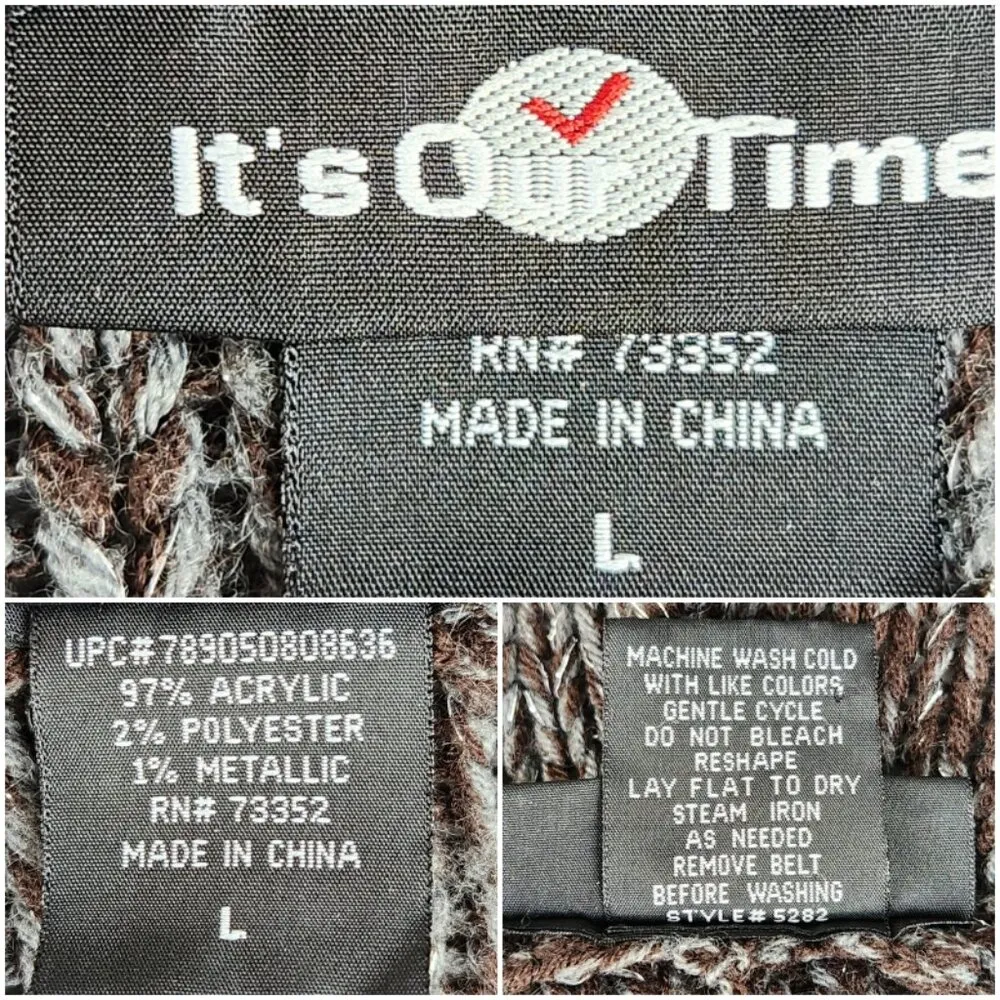 It's Our Time
RN# 73352
MADE IN CHINA
L
UPC#789050808636
97% ACRYLIC
2% POLYESTER
1% METALLIC
RN# 73352
MADE IN CHINA
L
MACHINE WASH COLD
WITH LIKE COLORS
GENTLE CYCLE
DO NOT BLEACH
RESHAPE
LAY FLAT TO DRY
STEAM IRON
AS NEEDED
REMOVE BELT
BEFORE WASHING
STYLE# 5282